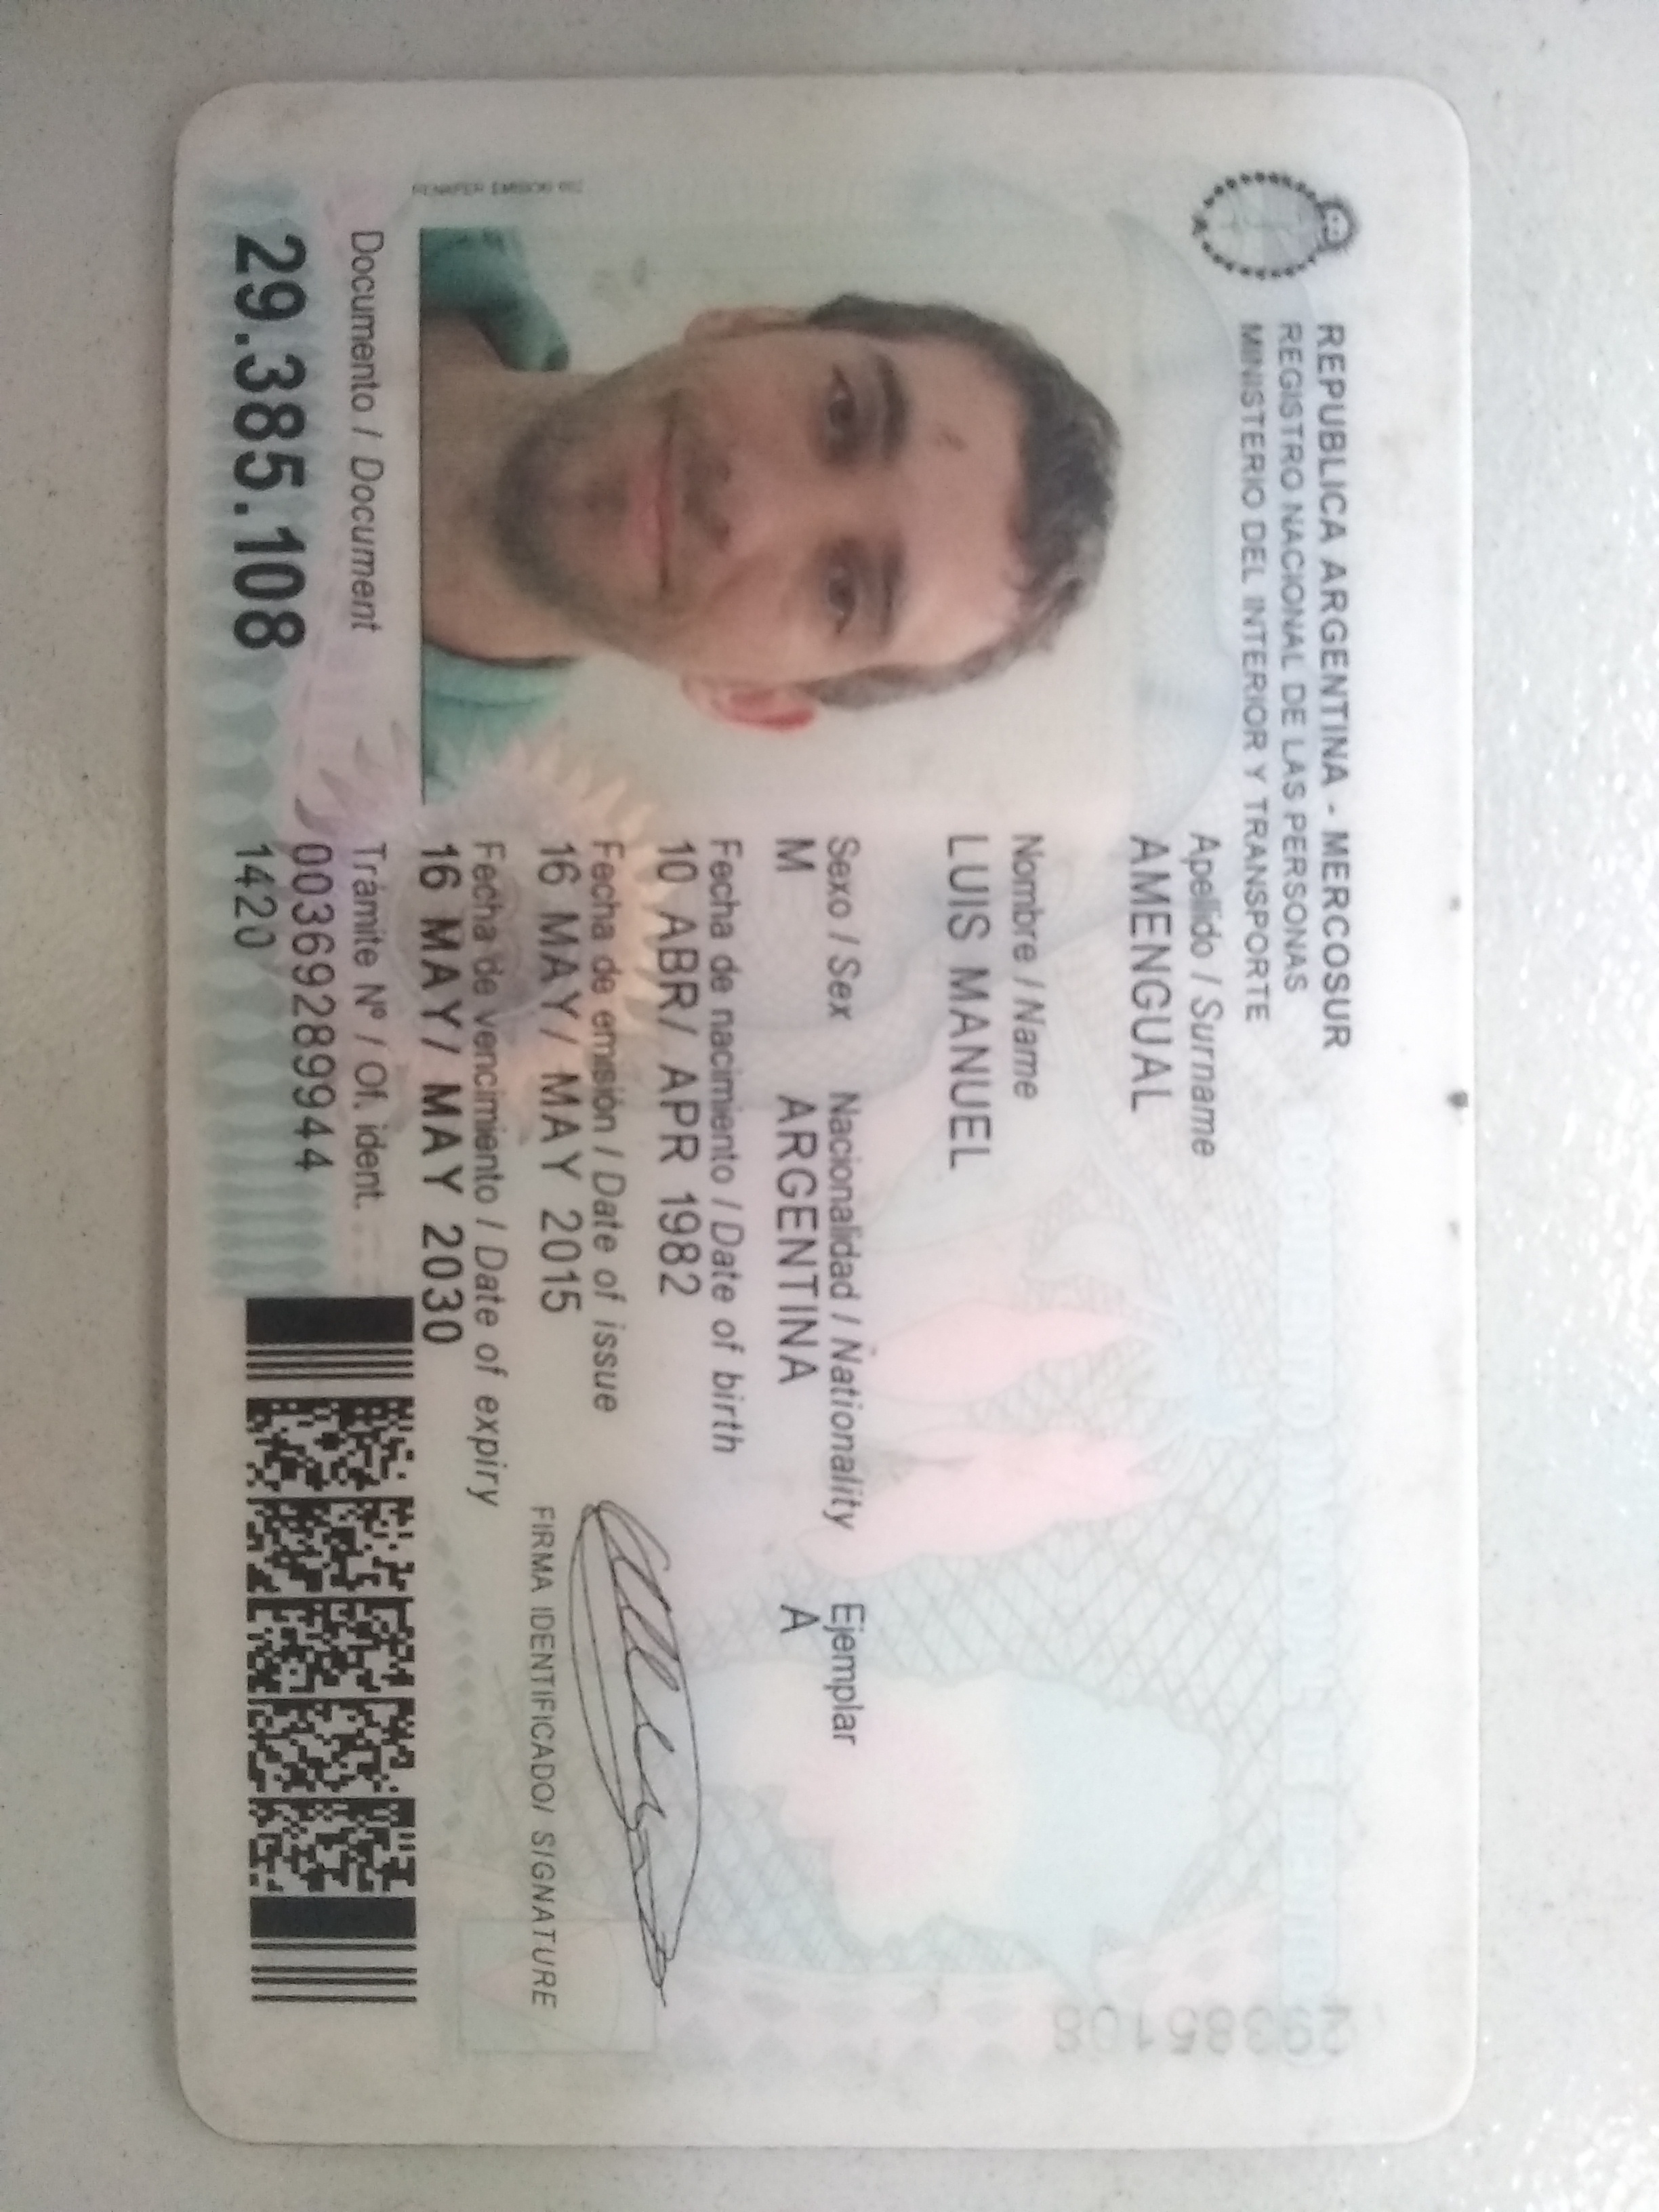 REPUBLICA ARGENTINA - MERCOSUR
REGISTRO NACIONAL DE LAS PERSONAS
MINISTERIO DEL INTERIOR Y TRANSPORTE
Apellido / Surname
AMENGUAL
Nombre / Name
LUIS MANUEL
Sexo / Sex Nacionalidad / Nationality Ejemplar
M ARGENTINA A
Fecha de nacimiento / Date of birth
10 ABR/ APR 1982
Fecha de emisión / Date of issue
16 MAY/ MAY 2015
Fecha de vencimiento / Date of expiry
16 MAY/ MAY 2030
FIRMA IDENTIFICADO/ SIGNATURE
Documento / Document
29.385.108
Trámite Nº / Of. ident.
00369289944
1420
29385108